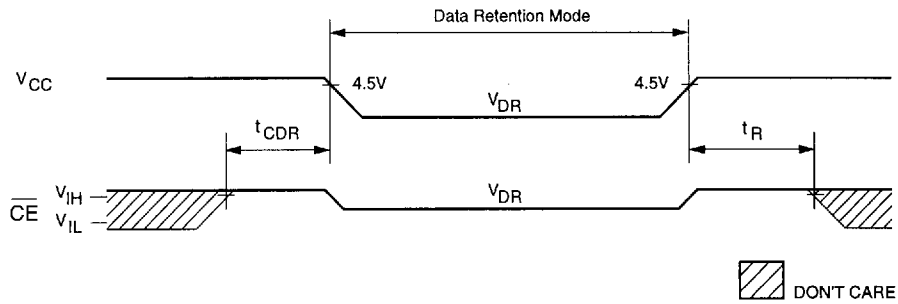 Data Retention Mode
VCC
4.5V
VDR
4.5V
tCDR
tR
CE
VIH
VIL
VDR
DON'T CARE